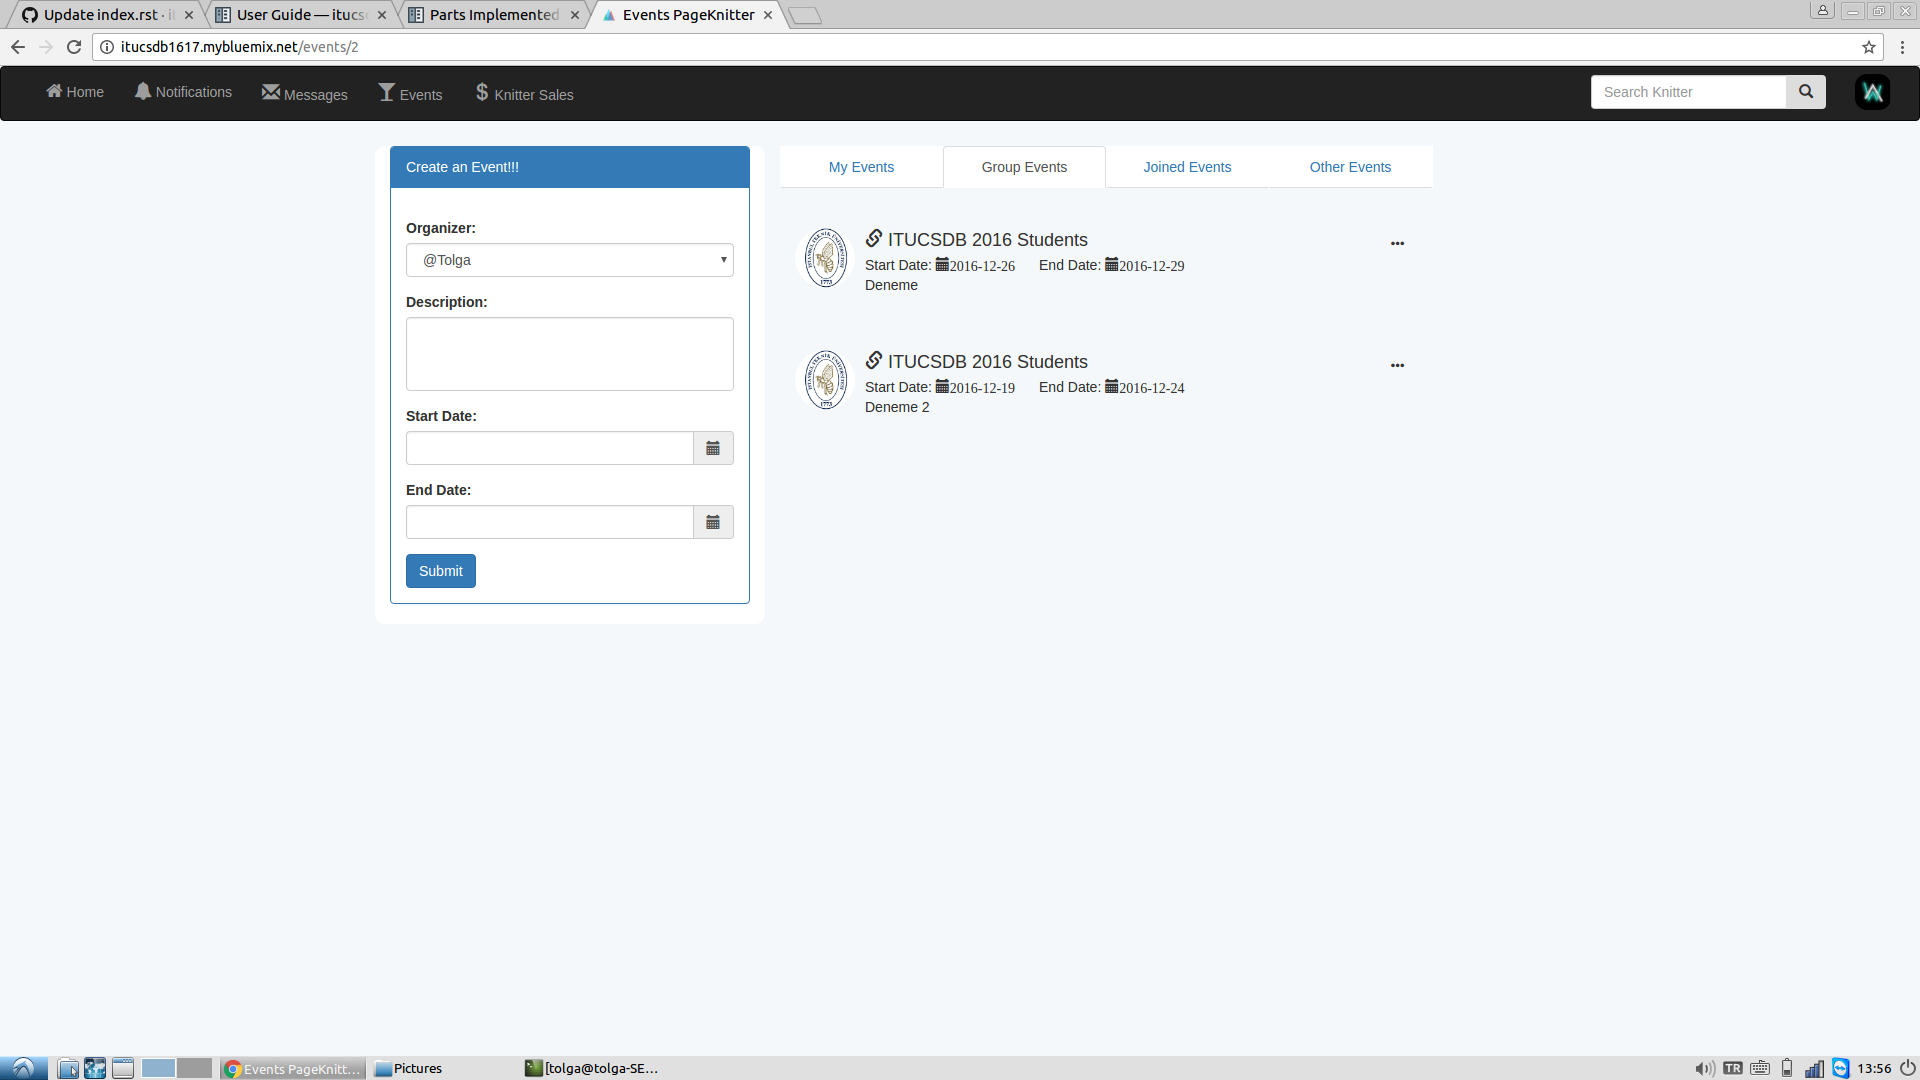 Update index.rst · it
User Guide — itucsd
Parts Implemented
Events PageKnitter
itucsdb1617.mybluemix.net/events/2
Home
Notifications
Messages
Events
Knitter Sales
Search Knitter
Create an Event!!!
Organizer:
@Tolga
Description:
Start Date:
End Date:
Submit
My Events
Group Events
Joined Events
Other Events
ITUCSDB 2016 Students
Start Date: 2016-12-26 End Date: 2016-12-29
Deneme
ITUCSDB 2016 Students
Start Date: 2016-12-19 End Date: 2016-12-24
Deneme 2
1773
1773
Events PageKnitt...
Pictures
[tolga@tolga-SE...
TR
13:56